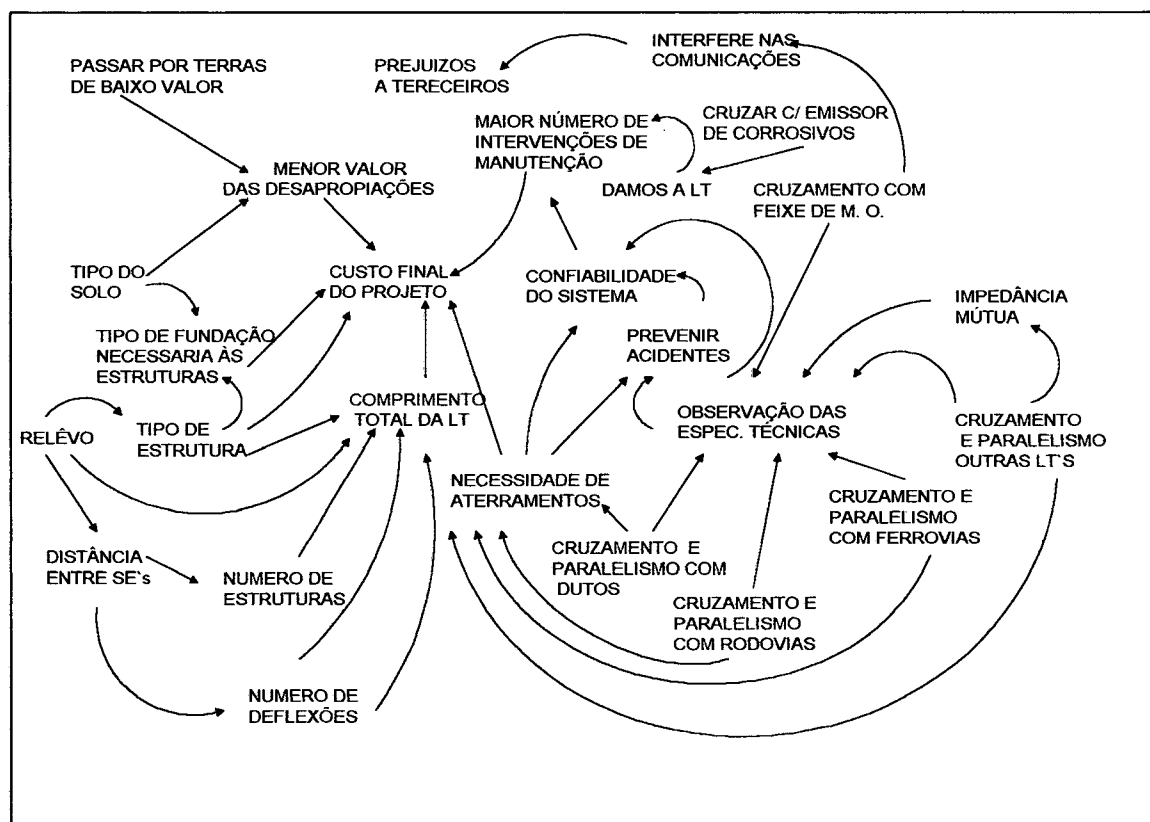 INTERFERE NAS
COMUNICAÇÕES
PASSAR POR TERRAS
DE BAIXO VALOR
PREJUIZOS
A TERECEIROS
MAIOR NÚMERO DE
INTERVENÇÕES DE
MANUTENÇÃO
CRUZAR C/ EMISSOR
DE CORROSIVOS
MENOR VALOR
DAS DESAPROPIAÇÕES
DAMOS A LT
CRUZAMENTO COM
FEIXE DE M. O.
TIPO DO
SOLO
CUSTO FINAL
DO PROJETO
CONFIABILIDADE
DO SISTEMA
IMPEDÂNCIA
MÚTUA
TIPO DE FUNDAÇÃO
NECESSARIA ÀS
ESTRUTURAS
PREVENIR
ACIDENTES
COMPRIMENTO
TOTAL DA LT
OBSERVAÇÃO DAS
ESPEC. TÉCNICAS
CRUZAMENTO
E PARALELISMO
OUTRAS LT`S
RELÊVO
TIPO DE
ESTRUTURA
NECESSIDADE DE
ATERRAMENTOS
CRUZAMENTO E
PARALELISMO
COM FERROVIAS
DISTÂNCIA
ENTRE SE`s
NUMERO DE
ESTRUTURAS
CRUZAMENTO E
PARALELISMO COM
DUTOS
CRUZAMENTO E
PARALELISMO
COM RODOVIAS
NUMERO DE
DEFLEXÕES